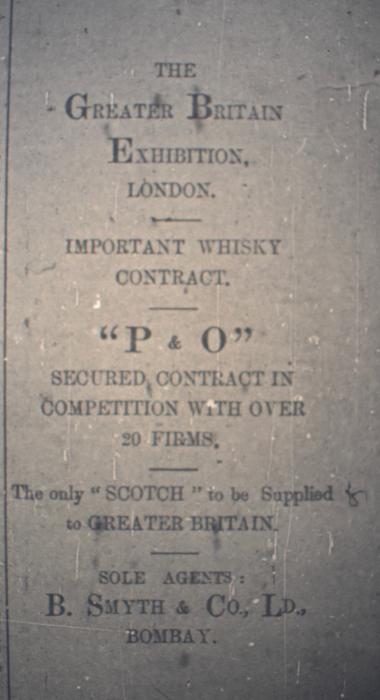 THE
GREATER BRITAIN
EXHIBITION,
LONDON.
IMPORTANT WHISKY
CONTRACT.
"P & O"
SECURED CONTRACT IN
COMPETITION WITH OVER
20 FIRMS.
The only "SCOTCH" to be Supplied
to GREATER BRITAIN.
SOLE AGENTS:
B. SMYTH & CO., LD.,
BOMBAY.